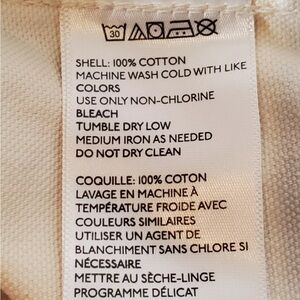 30
SHELL: 100% COTTON
MACHINE WASH COLD WITH LIKE
COLORS
USE ONLY NON-CHLORINE
BLEACH
TUMBLE DRY LOW
MEDIUM IRON AS NEEDED
DO NOT DRY CLEAN
COQUILLE: 100% COTON
LAVAGE EN MACHINE À
TEMPÉRATURE FROIDE AVEC
COULEURS SIMILAIRES
UTILISER UN AGENT DE
BLANCHIMENT SANS CHLORE SI
NÉCESSAIRE
METTRE AU SÈCHE-LINGE
PROGRAMME DÉLICAT